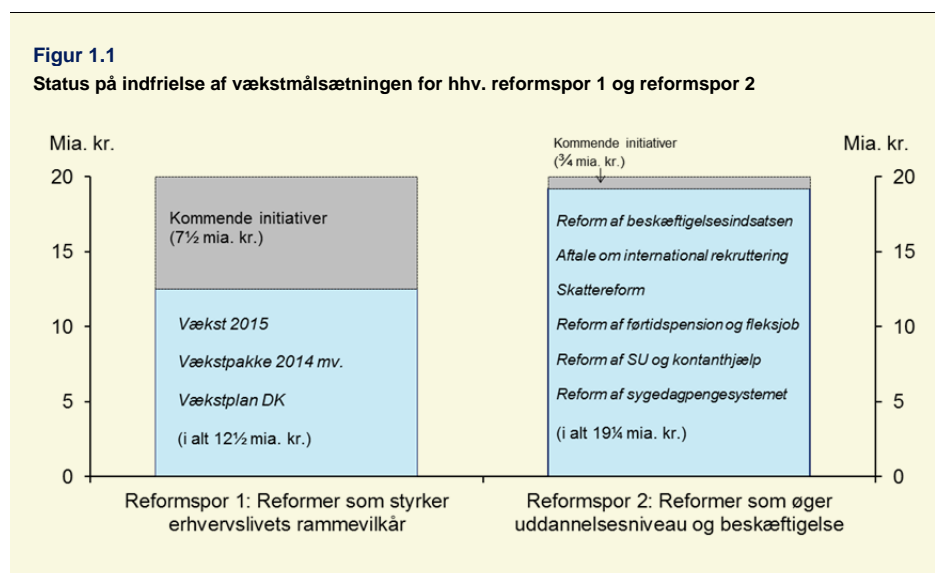 Figur 1.1
Status på indfrielse af vækstmålsætningen for hhv. reformspor 1 og reformspor 2
Mia. kr.
Mia. kr.
20
15
10
5
0
Kommende initiativer
(7½ mia. kr.)
Vækst 2015
Vækstpakke 2014 mv.
Vækstplan DK
(i alt 12½ mia. kr.)
Kommende initiativer
(¾ mia. kr.)
Reform af beskæftigelsesindsatsen
Aftale om international rekruttering
Skattereform
Reform af førtidspension og fleksjob
Reform af SU og kontanthjælp
Reform af sygedagpengesystemet
(i alt 19¼ mia. kr.)
20
15
10
5
0
Reformspor 1: Reformer som styrker
erhvervslivets rammevilkår
Reformspor 2: Reformer som øger
uddannelsesniveau og beskæftigelse